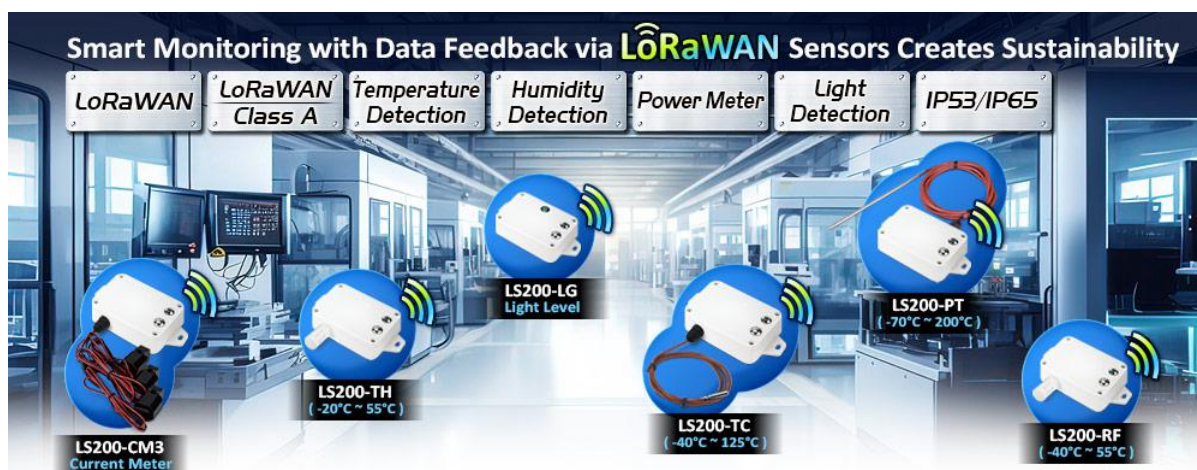 Smart Monitoring with Data Feedback via LoRaWAN Sensors Creates Sustainability
LoRaWAN
LoRaWAN
Class A
Temperature
Detection
Humidity
Detection
Power Meter
Light
Detection
IP53/IP65
LS200-LG
Light Level
LS200-PT
( -70°C ~ 200°C )
LS200-TH
( -20°C ~ 55°C )
LS200-TC
( -40°C ~ 125°C )
LS200-RF
( -40°C ~ 55°C )
LS200-CM3
Current Meter